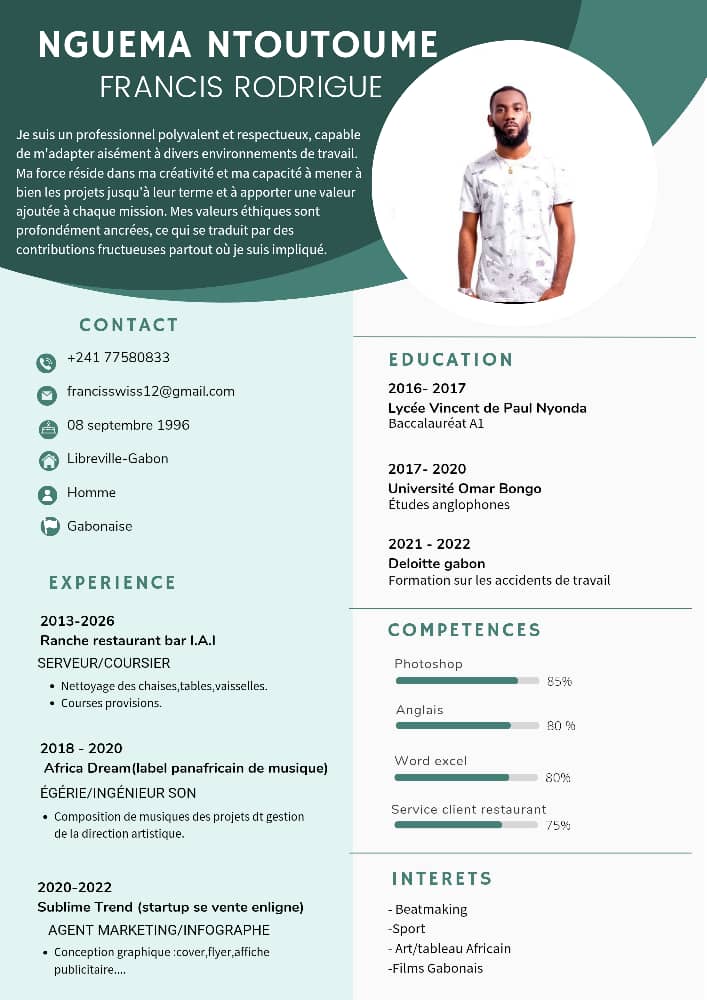 NGUEMA NTOUTOUME
FRANCIS RODRIGUE
Je suis un professionnel polyvalent et respectueux, capable
de m'adapter aisément à divers environnements de travail.
Ma force réside dans ma créativité et ma capacité à mener à
bien les projets jusqu'à leur terme et à apporter une valeur
ajoutée à chaque mission. Mes valeurs éthiques sont
profondément ancrées, ce qui se traduit par des
contributions fructueuses partout où je suis impliqué.
CONTACT
+241 77580833
francisswiss12@gmail.com
08 septembre 1996
Libreville-Gabon
Homme
Gabonaise
EXPERIENCE
2013-2026
Ranche restaurant bar I.A.I
SERVEUR/COURSIER
• Nettoyage des chaises,tables,vaisselles.
• Courses provisions.
2018 - 2020
Africa Dream(label panafricain de musique)
ÉGÉRIE/INGÉNIEUR SON
• Composition de musiques des projets dt gestion
de la direction artistique.
2020-2022
Sublime Trend (startup se vente enligne)
AGENT MARKETING/INFOGRAPHE
• Conception graphique :cover,flyer,affiche
publicitaire....
EDUCATION
2016- 2017
Lycée Vincent de Paul Nyonda
Baccalauréat A1
2017- 2020
Université Omar Bongo
Études anglophones
2021 - 2022
Deloitte gabon
Formation sur les accidents de travail
COMPETENCES
Photoshop
85%
Anglais
80 %
Word excel
80%
Service client restaurant
75%
INTERETS
- Beatmaking
-Sport
- Art/tableau Africain
-Films Gabonais